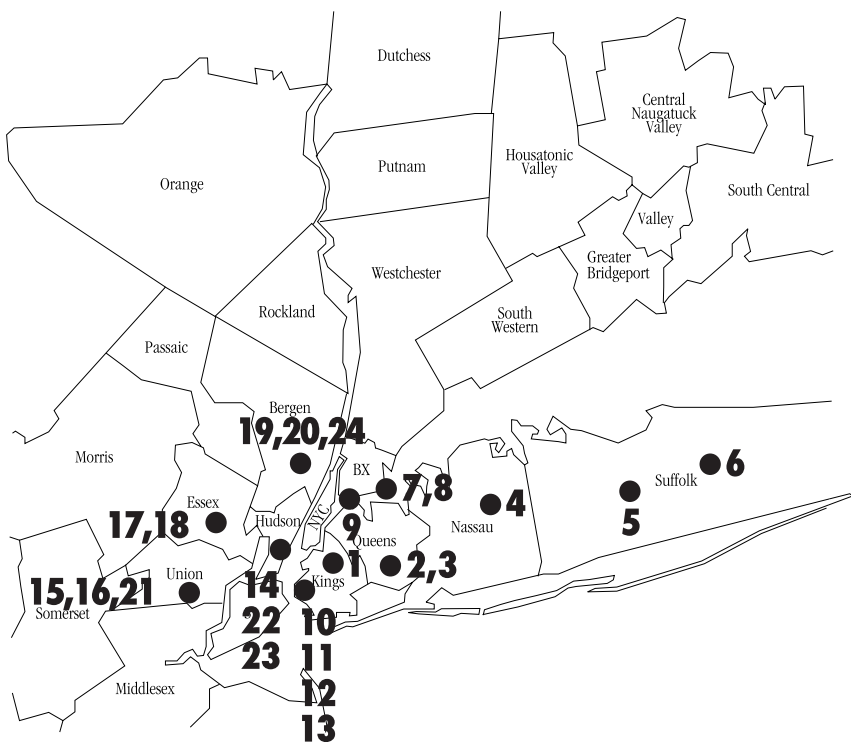 Dutchess
Central
Naugatuck
Valley
Putnam
Housatonic
Valley
Orange
South Central
Valley
Greater
Bridgeport
Westchester
Rockland
South
Western
Passaic
Bergen
19,20,24
Morris
BX
6
Suffolk
7,8
4
5
Essex
17,18
NYC
Hudson
9
Queens
Nassau
1
2,3
Union
Kings
15,16,21
14
Somerset
22
10
23
11
Middlesex
12
13